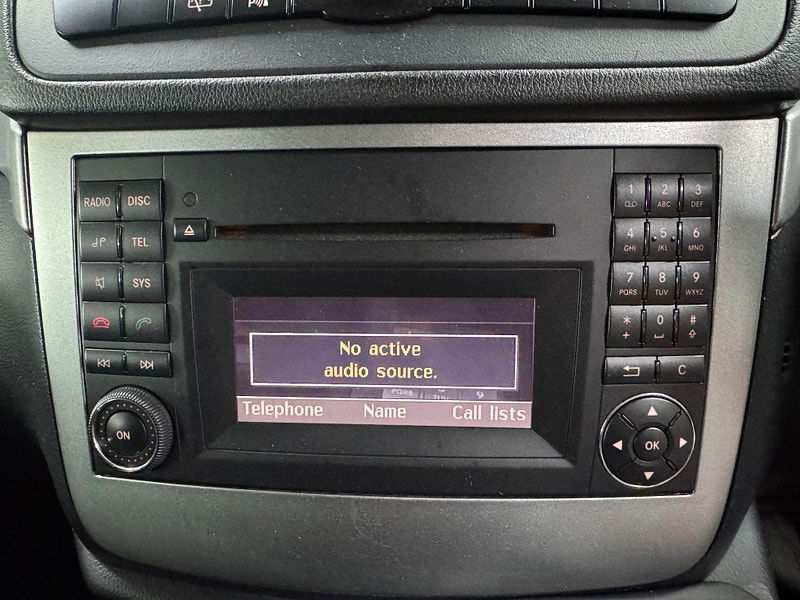 P
RADIO DISC
TEL
SYS
ON
No active
audio source.
Telephone Name Call lists
1 2 ABC 3 DEF
4 GHI 5 JKL 6 MNO
7 PQRS 8 TUV 9 WXYZ
* + 0 #
C
OK